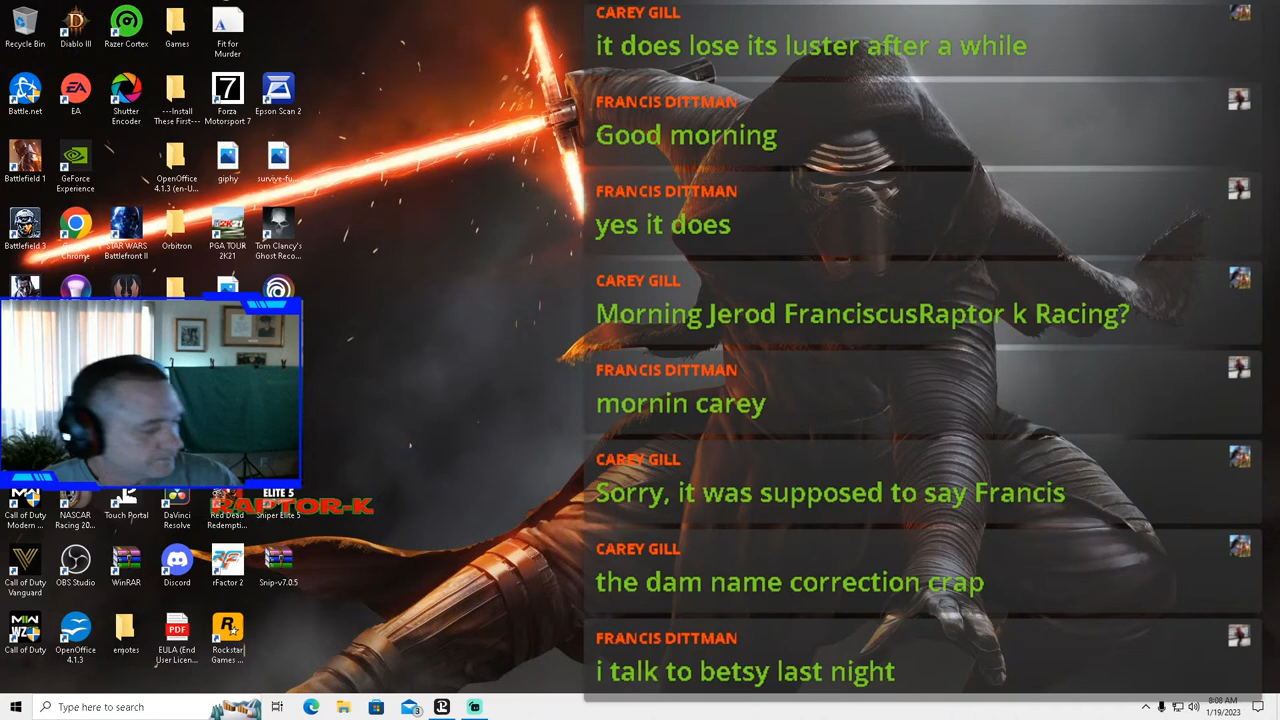 Recycle Bin
Diablo III
Razer Cortex
Games
Fit for
Murder
Battle.net
EA
Shutter
Encoder
---Install
These First---
7
Forza
Motorsport 7
Epson Scan 2
Battlefield 1
GeForce
Experience
OpenOffice
4.1.3 (en-U...
giphy
survive-fu...
Battlefield 3
Chrome
STAR WARS
Battlefront II
Orbitron
PGA TOUR
2K21
Tom Clancy's
Ghost Reco...
Call of Duty
Modern ...
NASCAR
Racing 20...
Touch Portal
DaVinci
Resolve
Red Dead
Redempti...
ELITE 5
Sniper Elite 5
RAPTOR-K
Call of Duty
Vanguard
OBS Studio
WinRAR
Discord
rFactor 2
Snip-v7.0.5
Call of Duty
OpenOffice
4.1.3
emotes
PDF
EULA (End
User Licen...
Rockstar
Games ...
CAREY GILL
it does lose its luster after a while
FRANCIS DITTMAN
Good morning
FRANCIS DITTMAN
yes it does
CAREY GILL
Morning Jerod FranciscusRaptor k Racing?
FRANCIS DITTMAN
mornin carey
CAREY GILL
Sorry, it was supposed to say Francis
CAREY GILL
the dam name correction crap
FRANCIS DITTMAN
i talk to betsy last night
Type here to search
3
8:08 AM
1/19/2023